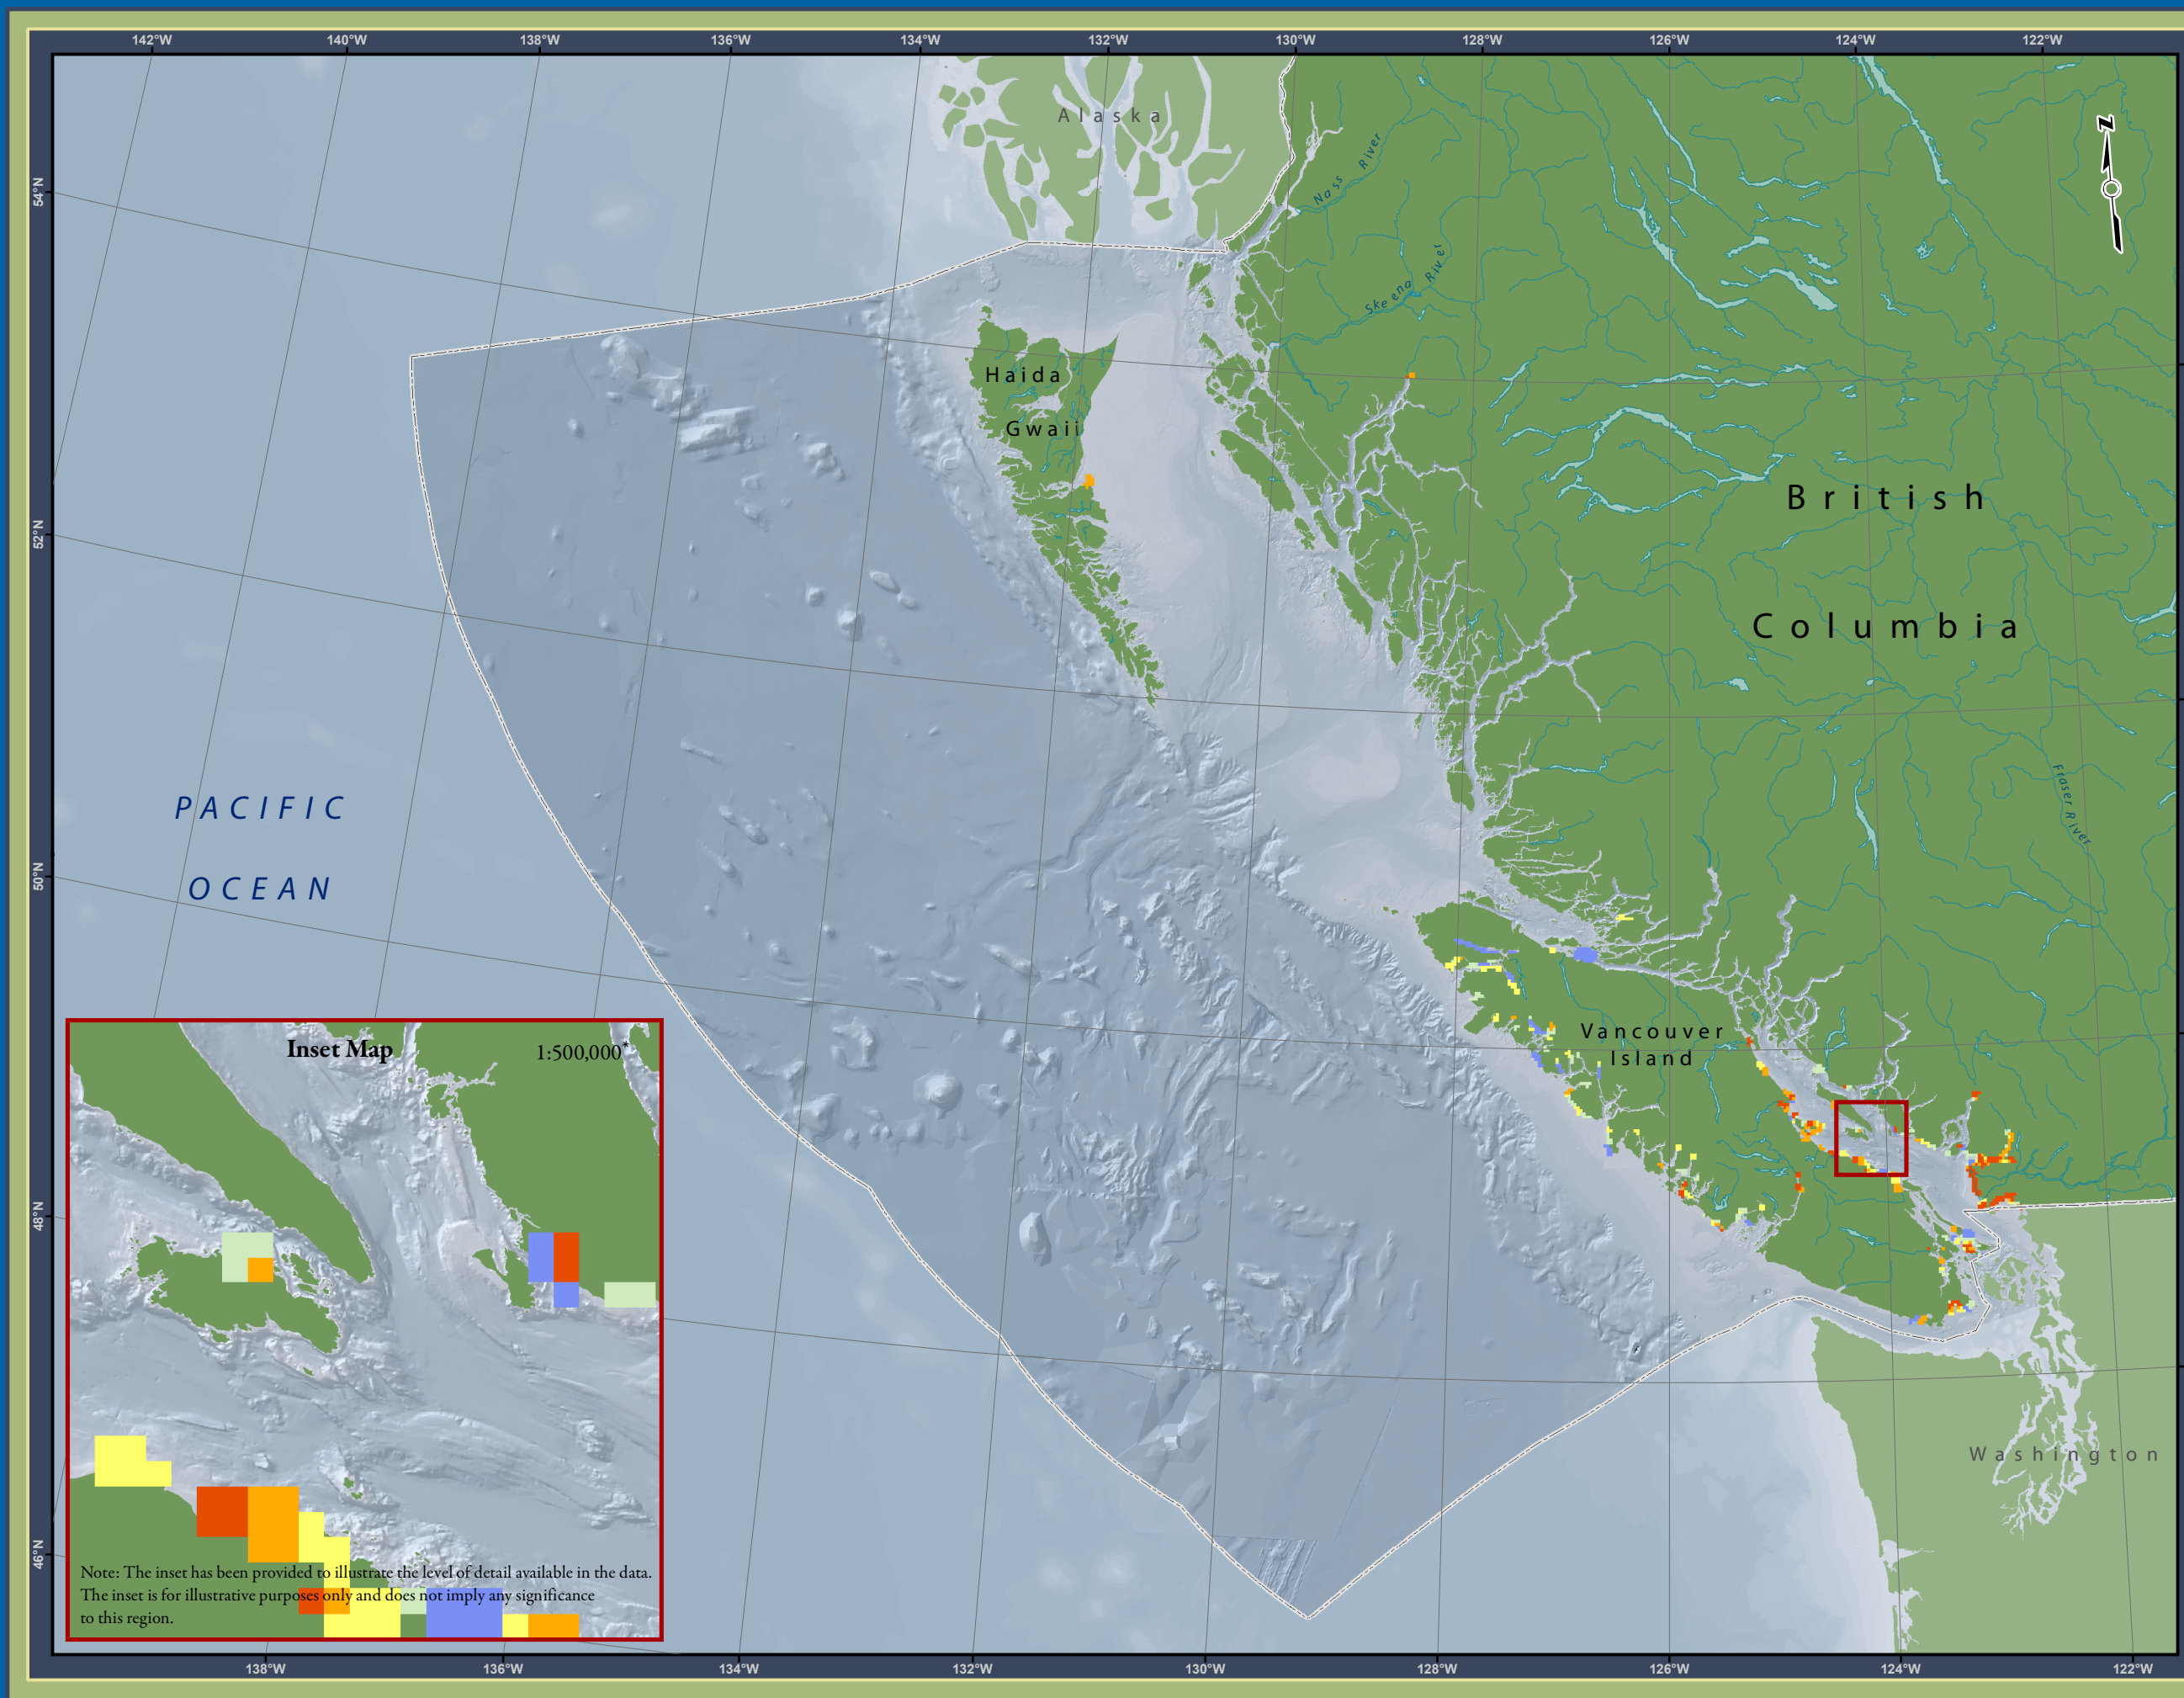 142°W 140°W 138°W 136°W 134°W 132°W 130°W 128°W 126°W 124°W 122°W
Alaska
N
Nass River
54°N
Skeena River
Haida
Gwaii
British
52°N
Columbia
Fraser River
PACIFIC
50°N
OCEAN
Vancouver
Island
Inset Map
1:500,000*
48°N
Washington
46°N
Note: The inset has been provided to illustrate the level of detail available in the data.
The inset is for illustrative purposes only and does not imply any significance
to this region.
138°W 136°W 134°W 132°W 130°W 128°W 126°W 124°W 122°W